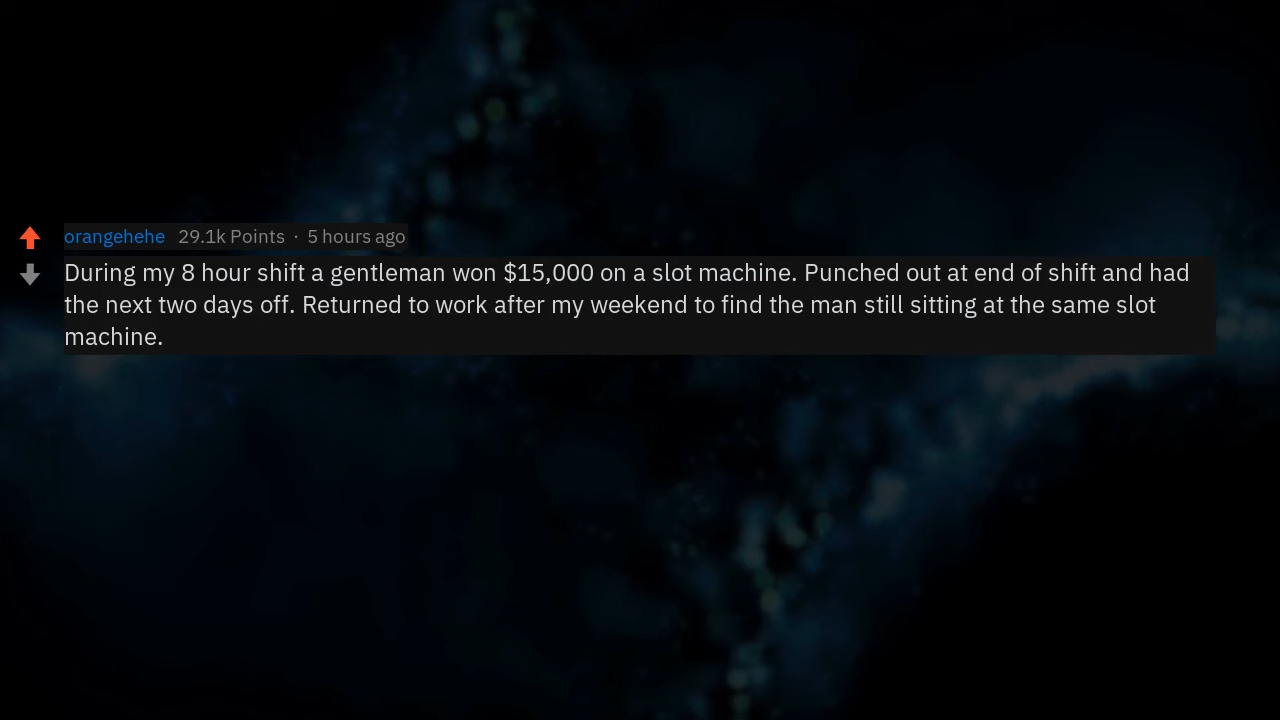 orangehehe 29.1k Points · 5 hours ago
During my 8 hour shift a gentleman won $15,000 on a slot machine. Punched out at end of shift and had
the next two days off. Returned to work after my weekend to find the man still sitting at the same slot
machine.